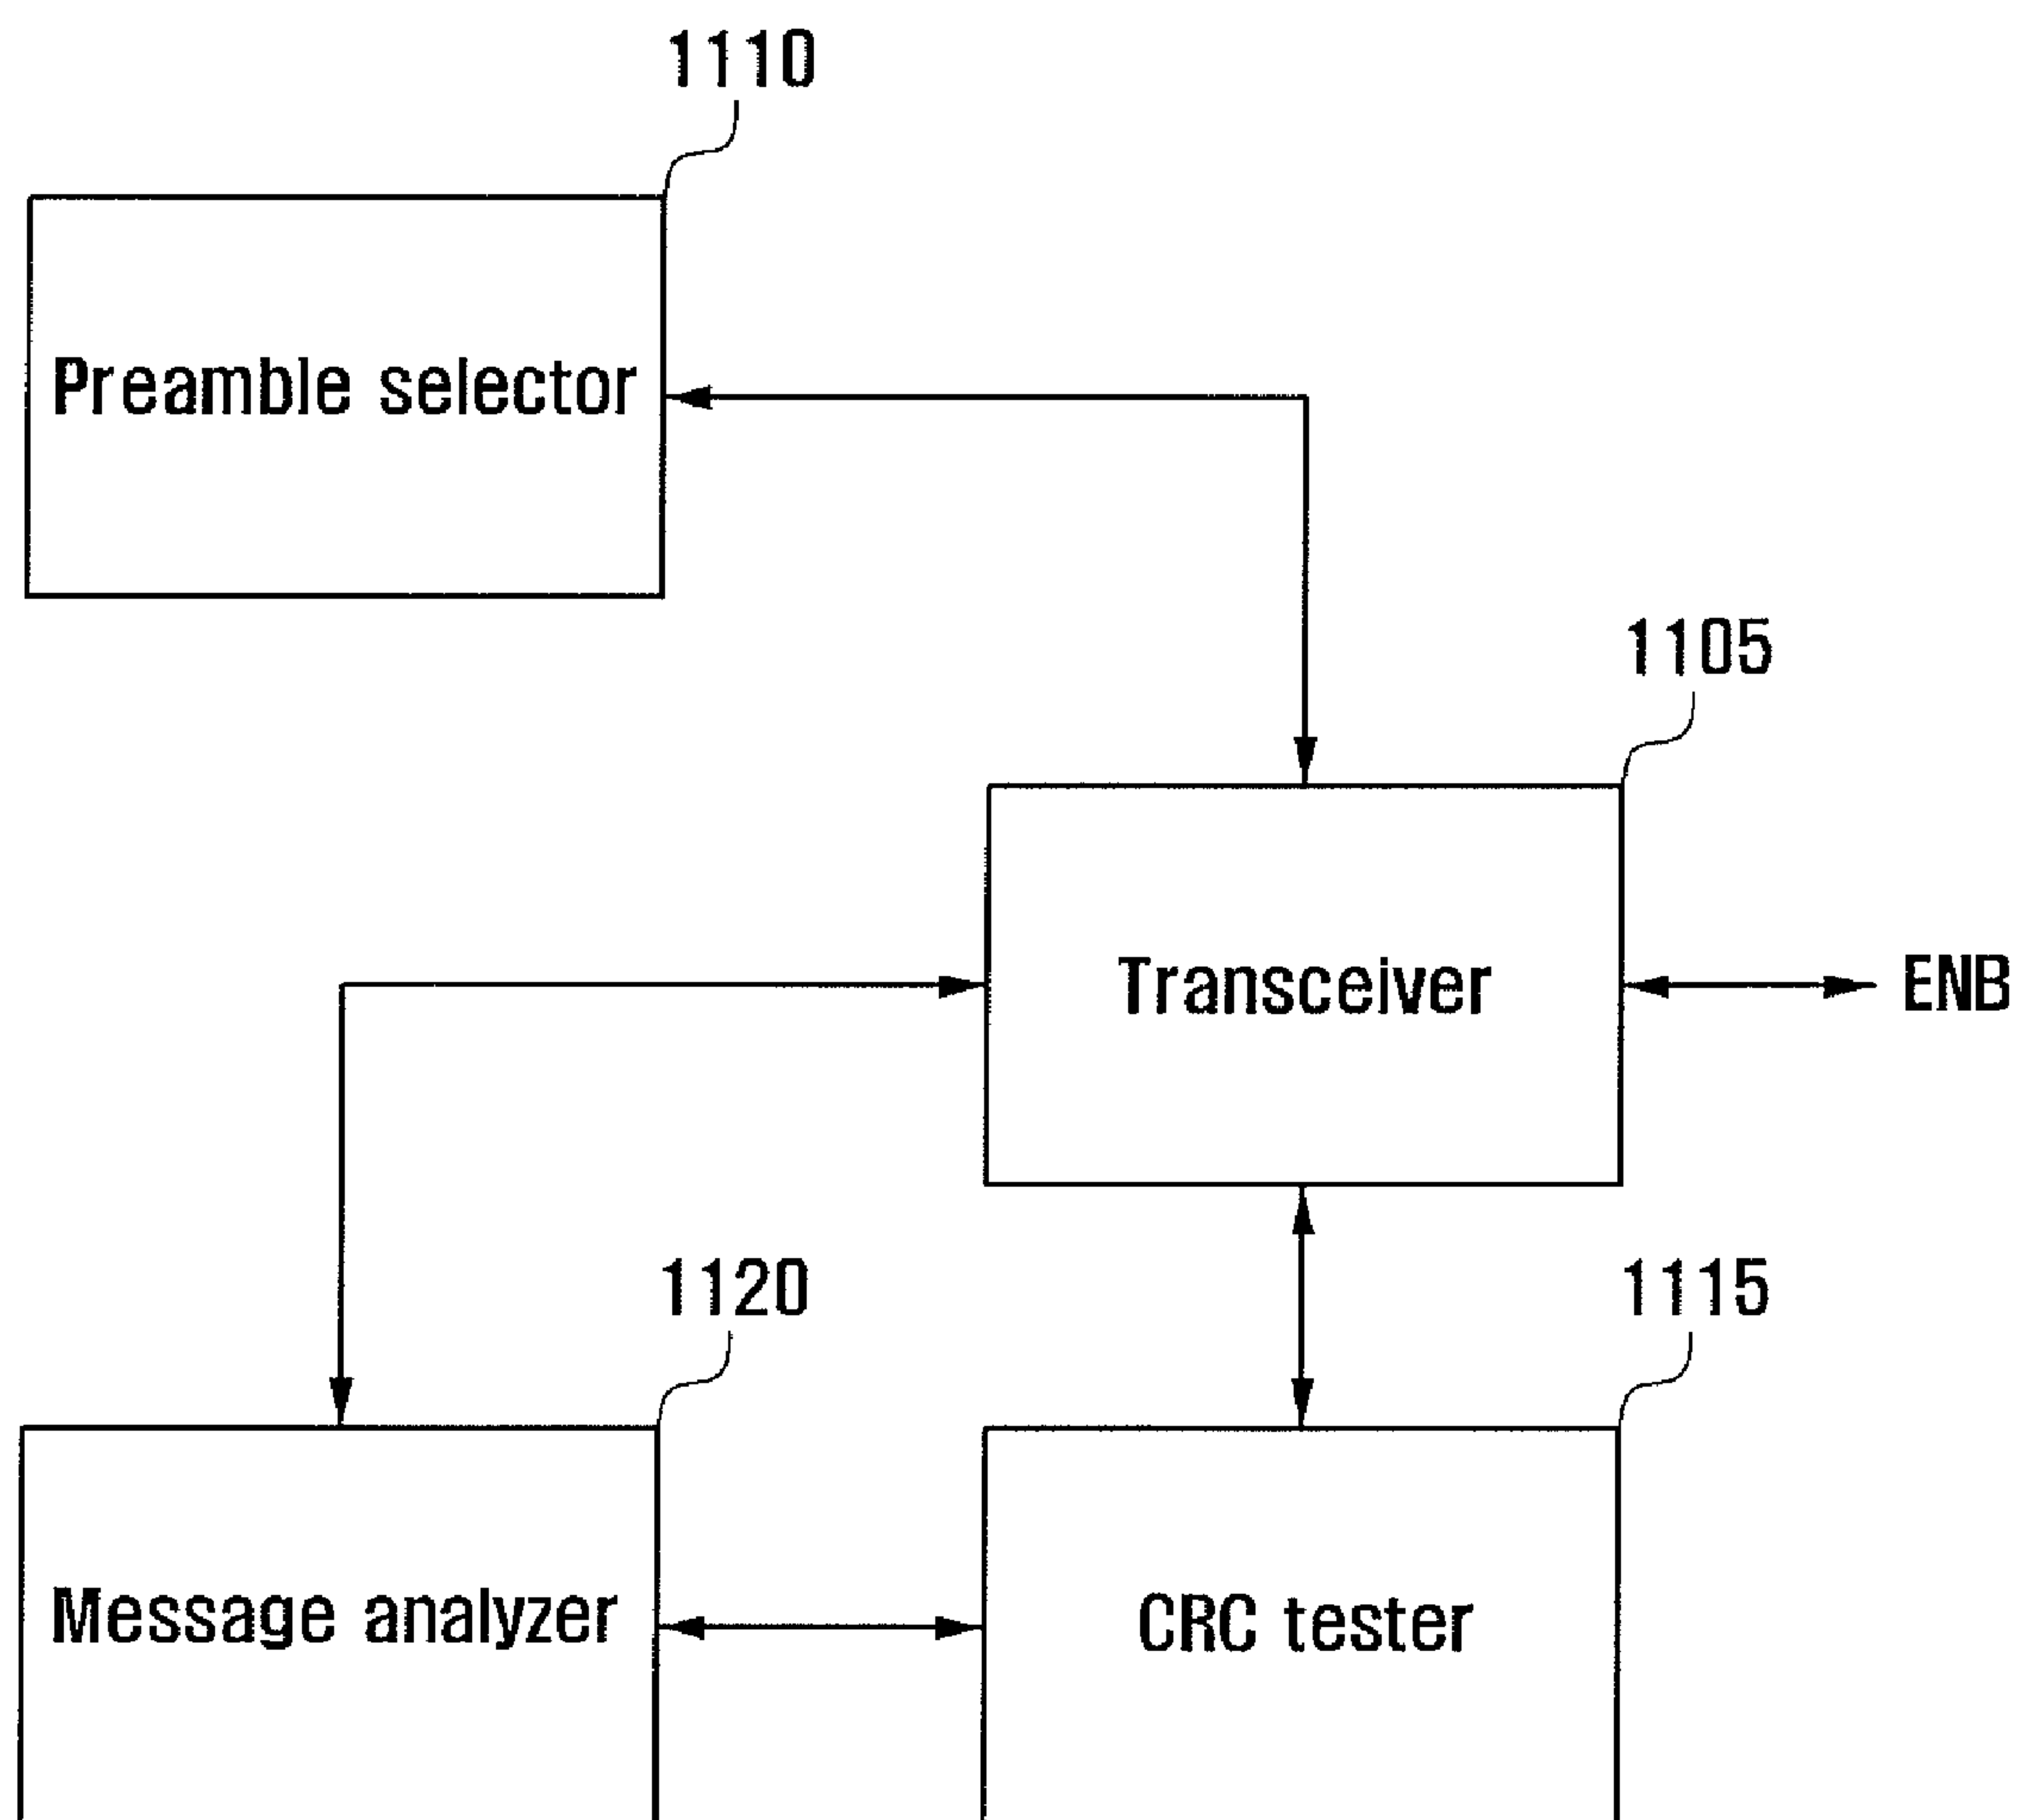 1110
Preamble selector
1105
Transceiver
ENB
1120
1115
Message analyzer
CRC tester